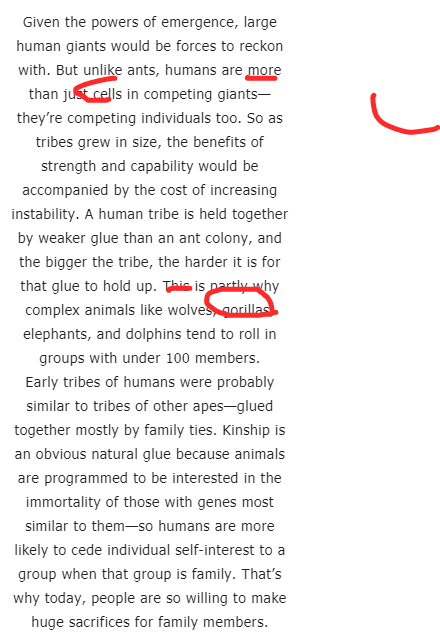 Given the powers of emergence, large
human giants would be forces to reckon
with. But unlike ants, humans are more
than just cells in competing giants—
they’re competing individuals too. So as
tribes grew in size, the benefits of
strength and capability would be
accompanied by the cost of increasing
instability. A human tribe is held together
by weaker glue than an ant colony, and
the bigger the tribe, the harder it is for
that glue to hold up. This is partly why
complex animals like wolves, gorillas,
elephants, and dolphins tend to roll in
groups with under 100 members.
Early tribes of humans were probably
similar to tribes of other apes—glued
together mostly by family ties. Kinship is
an obvious natural glue because animals
are programmed to be interested in the
immortality of those with genes most
similar to them—so humans are more
likely to cede individual self-interest to a
group when that group is family. That’s
why today, people are so willing to make
huge sacrifices for family members.